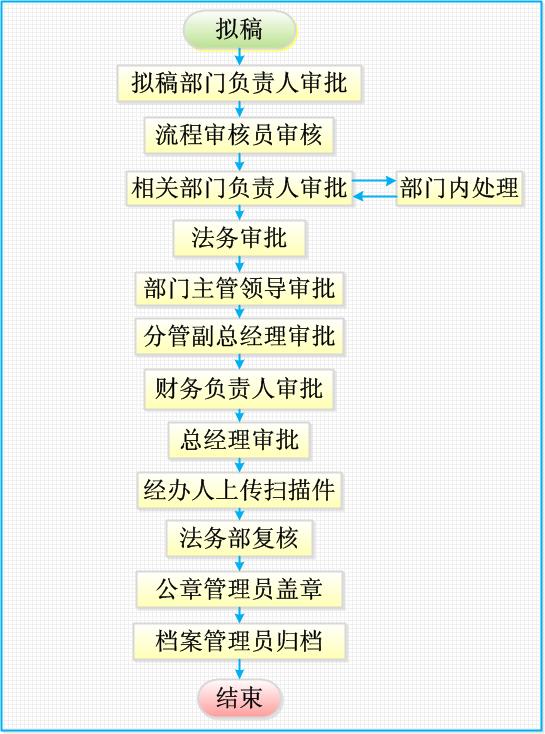 拟稿
拟稿部门负责人审批
流程审核员审核
相关部门负责人审批
部门内处理
法务审批
部门主管领导审批
分管副总经理审批
财务负责人审批
总经理审批
经办人上传扫描件
法务部复核
公章管理员盖章
档案管理员归档
结束